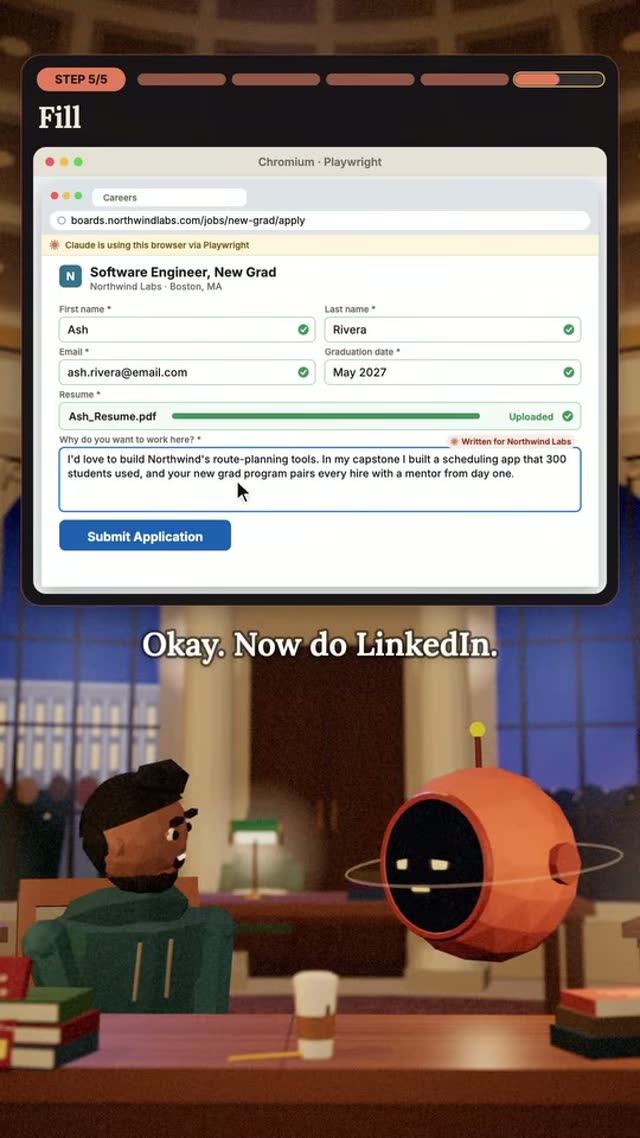 STEP 5/5
Fill
Chromium · Playwright
Careers
boards.northwindlabs.com/jobs/new-grad/apply
Claude is using this browser via Playwright
N
Software Engineer, New Grad
Northwind Labs · Boston, MA
First name *
Last name *
Ash
Rivera
Email *
Graduation date *
ash.rivera@email.com
May 2027
Resume *
Ash_Resume.pdf
Uploaded
Why do you want to work here? *
Written for Northwind Labs
I'd love to build Northwind's route-planning tools. In my capstone I built a scheduling app that 300
students used, and your new grad program pairs every hire with a mentor from day one.
Submit Application
Okay. Now do LinkedIn.